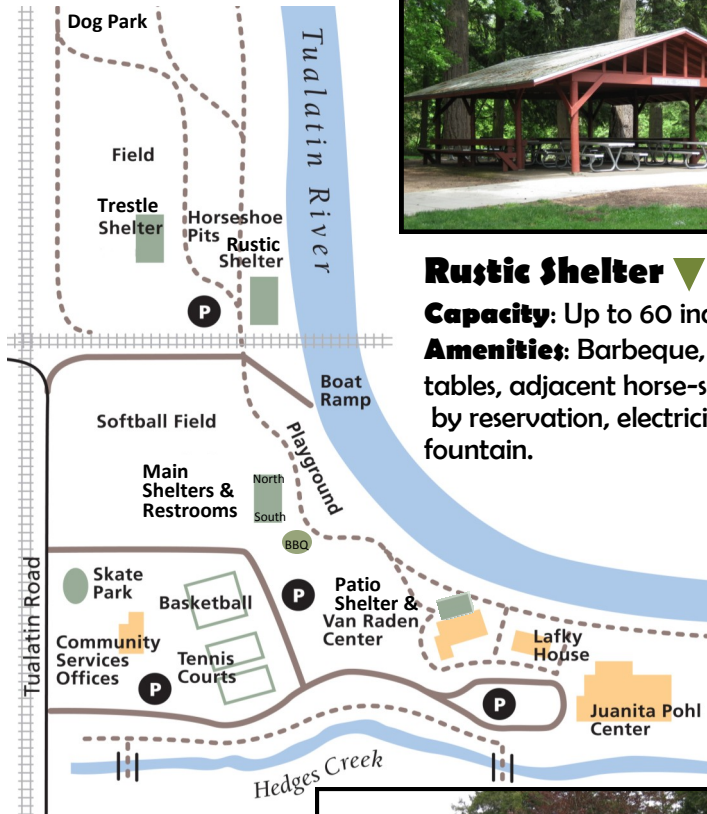 Dog Park
Tualatin River
Field
Trestle
Shelter
Horseshoe
Pits
Rustic
Shelter
P
Rustic Shelter
Capacity: Up to 60
Amenities: Barbeque,
tables, adjacent
by reservation,
fountain.
Boat
Ramp
Softball Field
Playground
Main
Shelters &
Restrooms
North
South
BBQ
Tualatin Road
Skate
Park
Basketball
P
Patio
Shelter &
Van Raden
Center
Community
Services
Offices
Tennis
Courts
P
Lafky
House
P
Juanita Pohl
Center
Hedges Creek